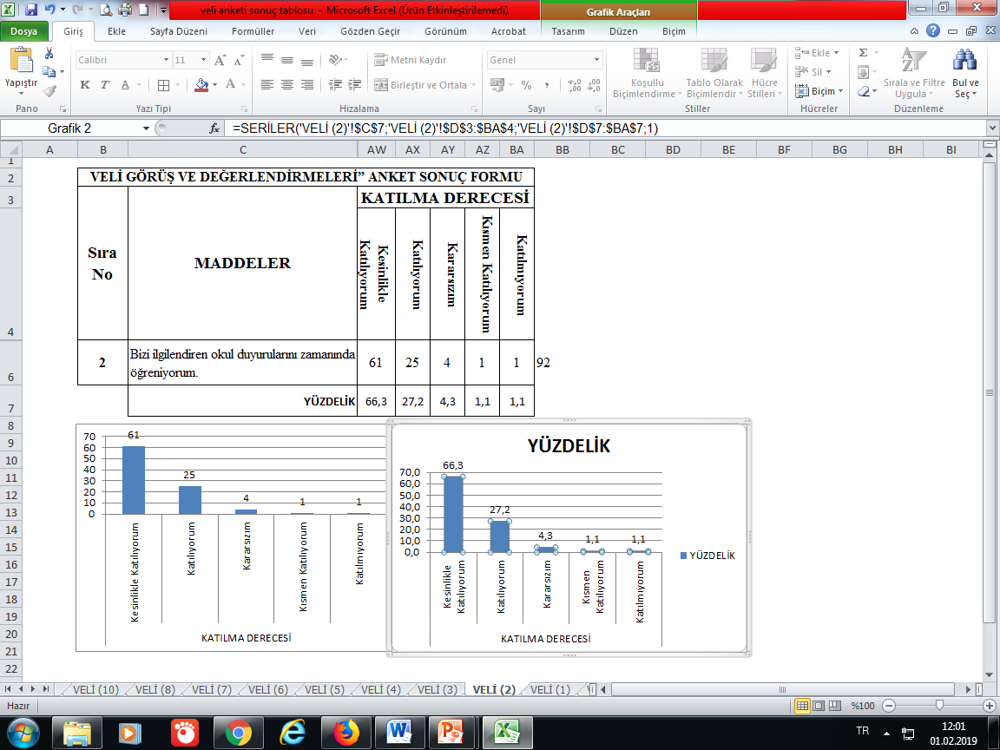 veli anketi sonuç tablosu - Microsoft Excel (Ürün Etkinleştirilemedi)
Grafik Araçları
Dosya Giriş Ekle Sayfa Düzeni Formüller Veri Gözden Geçir Görünüm Acrobat Tasarım Düzen Biçim
Yapıştır
Pano
Calibri 11
K T A A
Yazı Tipi
Metni Kaydır
Birleştir ve Ortala
Hizalama
Genel
Sayı
Koşullu Biçimlendirme
Tablo Olarak Biçimlendir
Hücre Stilleri
Stiller
Ekle
Sil
Biçim
Hücreler
Sırala ve Filtre Uygula
Bul ve Seç
Düzenleme
Grafik 2 fx =SERİLER('VELİ (2)'!$C$7;'VELİ (2)'!$D$3:$BA$4;'VELİ (2)'!$D$7:$BA$7;1)
A B C AW AX AY AZ BA BB BC BD BE BF BG BH BI
1
2 VELİ GÖRÜŞ VE DEĞERLENDİRMELERİ” ANKET SONUÇ FORMU
3 KATILMA DERECESİ
4 Sıra No MADDELER Kesinlikle Katılıyorum Katılıyorum Kararsızım Kısmen Katılıyorum Katılmıyorum
6 2 Bizi ilgilendiren okul duyurularını zamanında
öğreniyorum. 61 25 4 1 1 92
7 YÜZDELİK 66,3 27,2 4,3 1,1 1,1
8
9
10
11
12
13
14
15
16
17
18
19
20
21
22
70
60
50
40
30
20
10
0
61
25
4
1
1
Kesinlikle Katılıyorum
Katılıyorum
Kararsızım
Kısmen Katılıyorum
Katılmıyorum
KATILMA DERECESİ
YÜZDELİK
70,0
60,0
50,0
40,0
30,0
20,0
10,0
0,0
66,3
27,2
4,3
1,1
1,1
Kesinlikle
Katılıyorum
Katılıyorum
Kararsızım
Kısmen
Katılıyorum
Katılmıyorum
KATILMA DERECESİ
YÜZDELİK
VELİ (10) VELİ (8) VELİ (7) VELİ (6) VELİ (5) VELİ (4) VELİ (3) VELİ (2) VELİ (1)
Hazır %100
TR 12:01
01.02.2019